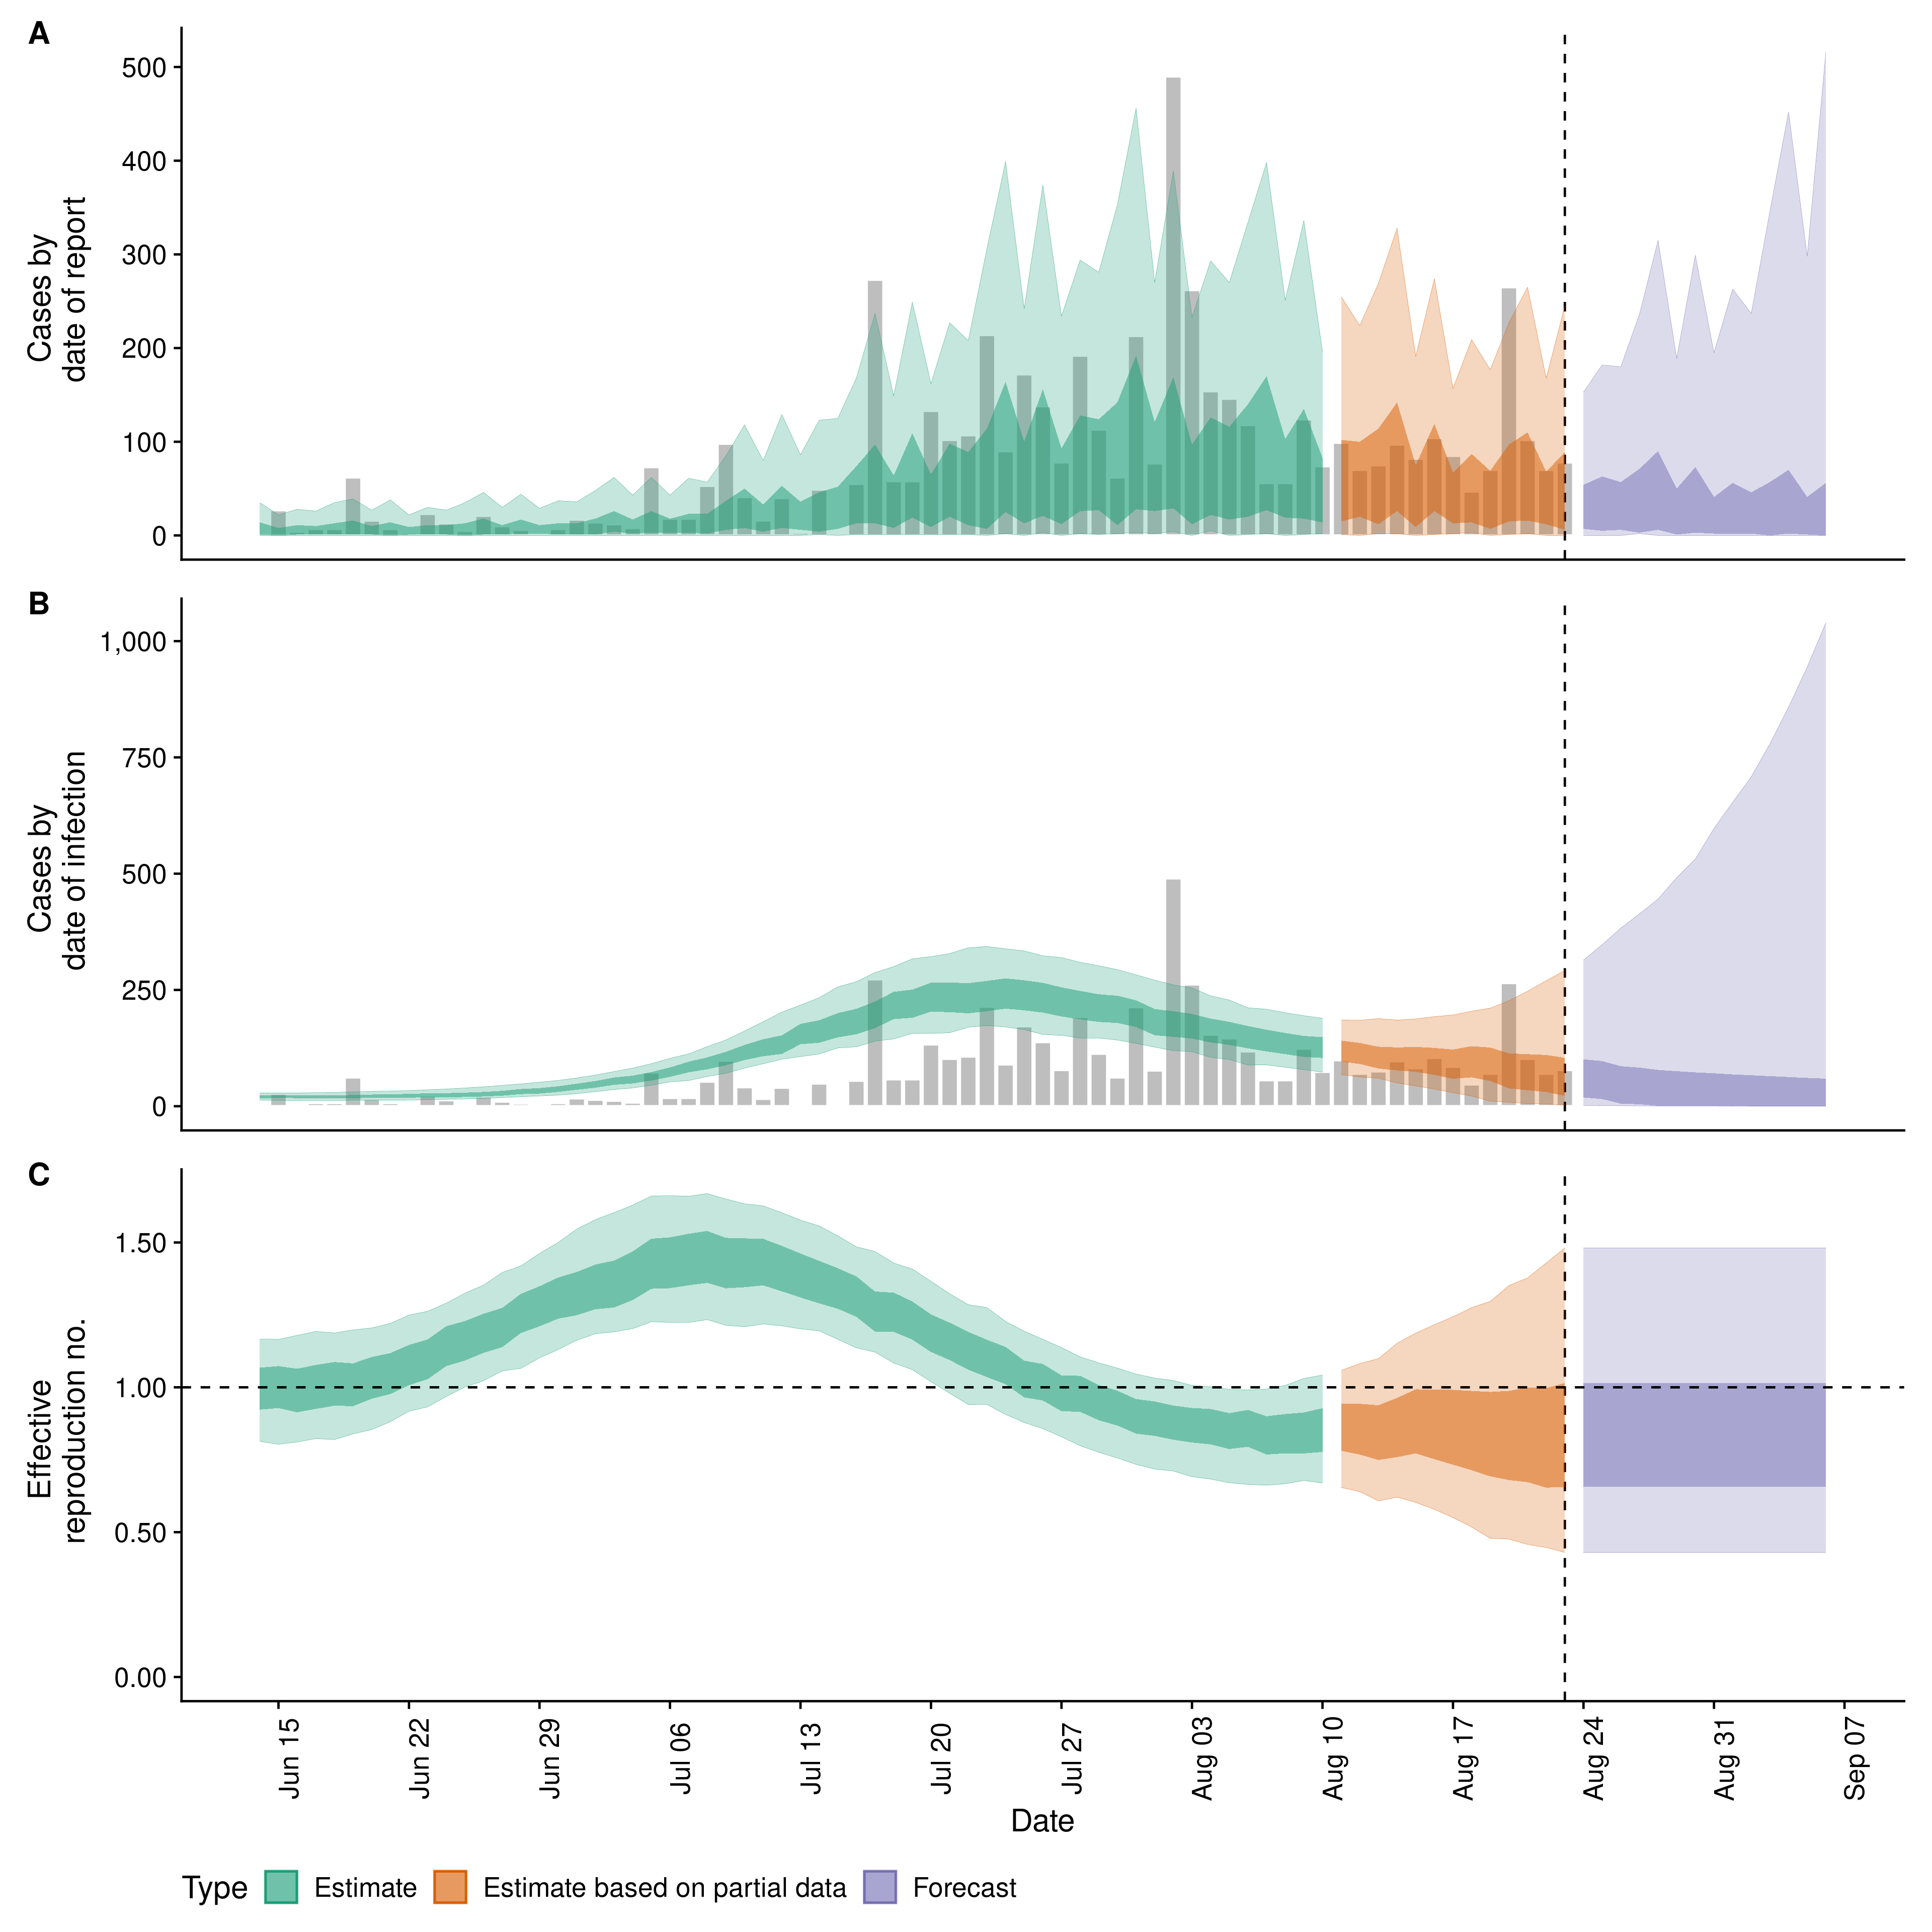 A
500
400
300
200
100
0
Cases by
date of report
B
1,000
750
500
250
0
Cases by
date of infection
C
1.50
1.00
0.50
0.00
Effective
reproduction no.
Jun 15
Jun 22
Jun 29
Jul 06
Jul 13
Jul 20
Jul 27
Aug 03
Aug 10
Aug 17
Aug 24
Aug 31
Sep 07
Date
Type Estimate Estimate based on partial data Forecast